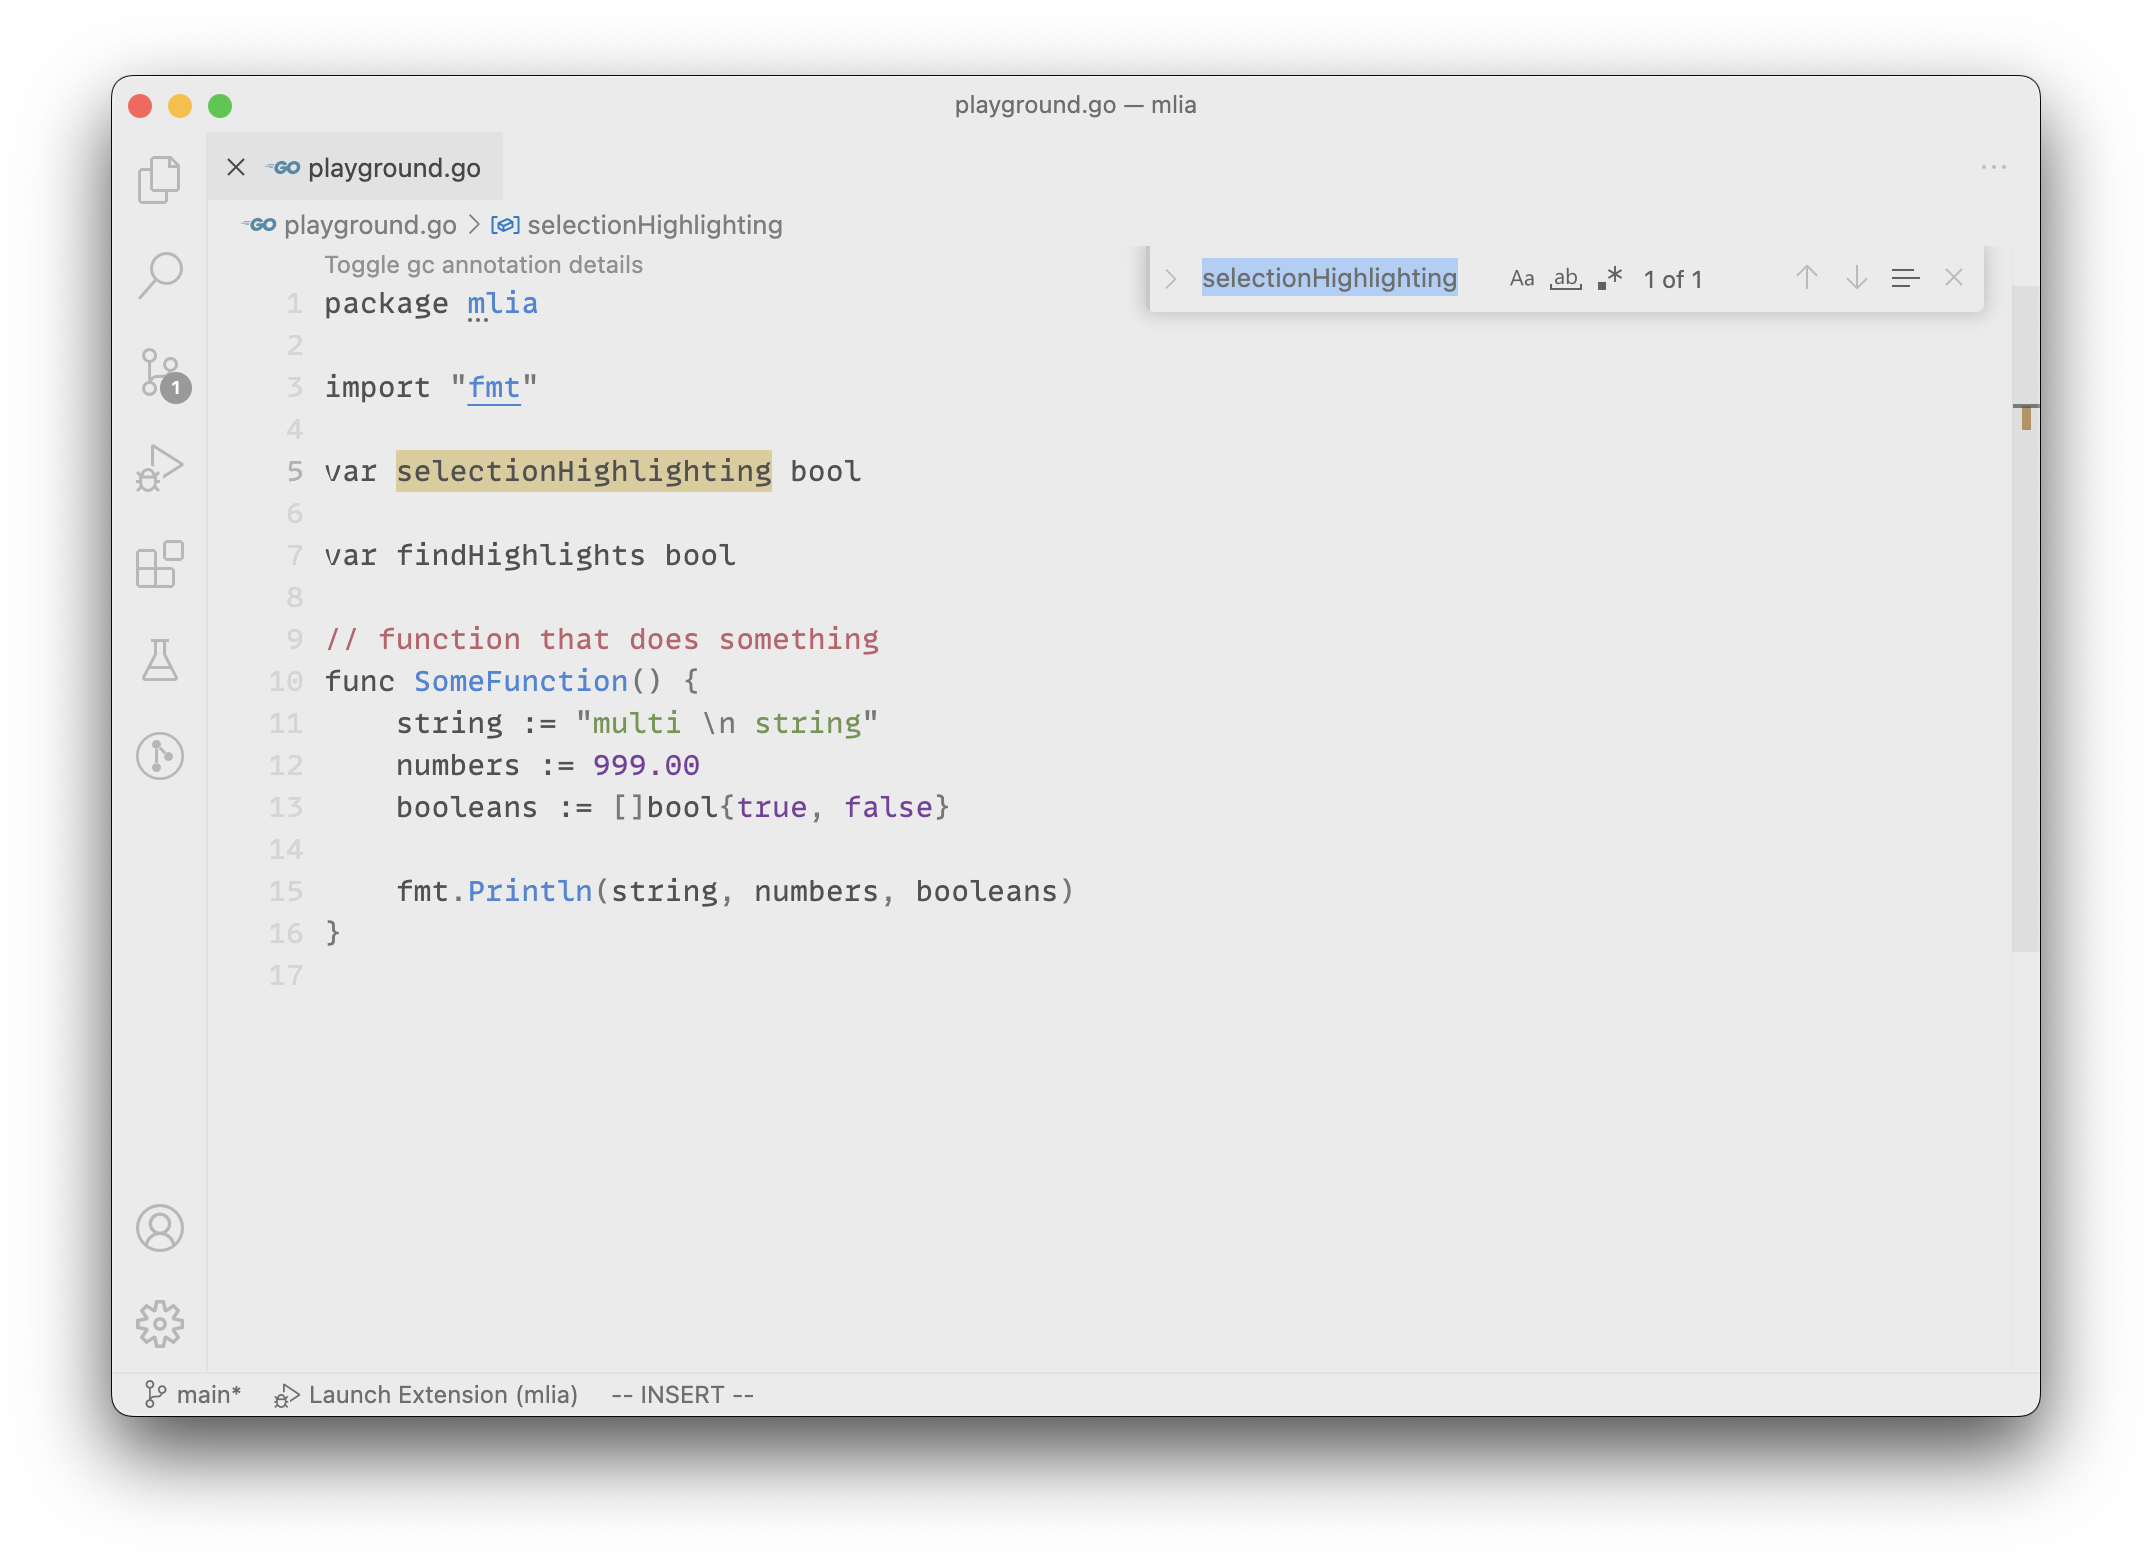 playground.go — mlia
GO playground.go
GO playground.go > selectionHighlighting
selectionHighlighting Aa ab .* 1 of 1
Toggle gc annotation details
1 package mlia
2
3 import "fmt"
4
5 var selectionHighlighting bool
6
7 var findHighlights bool
8
9 // function that does something
10 func SomeFunction() {
11     string := "multi \n string"
12     numbers := 999.00
13     booleans := []bool{true, false}
14
15     fmt.Println(string, numbers, booleans)
16 }
17
1
main* Launch Extension (mlia) -- INSERT --